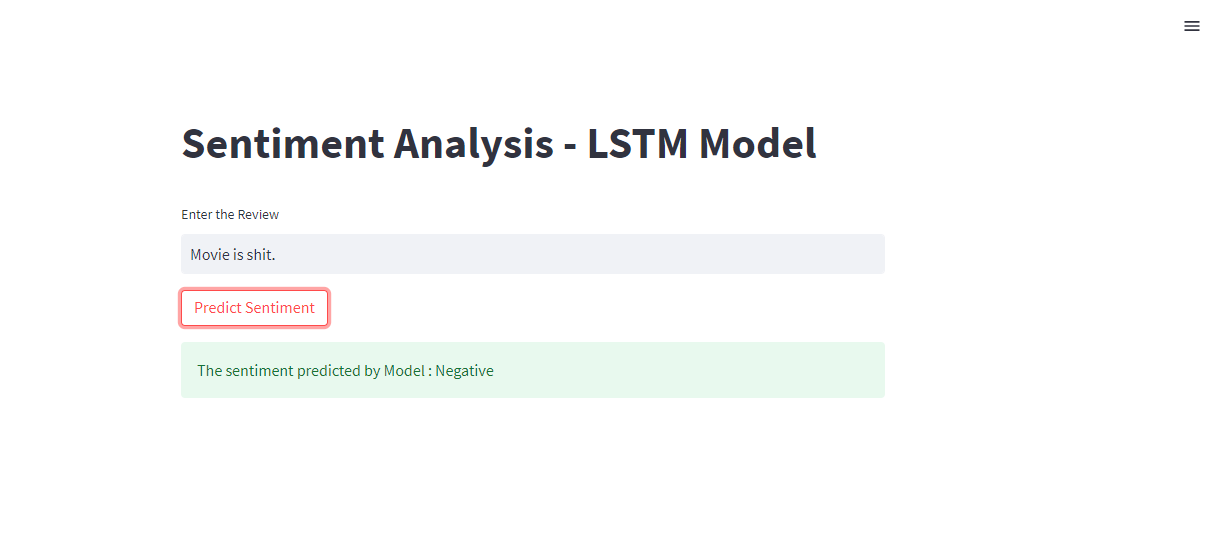 Sentiment Analysis - LSTM Model
Enter the Review
Movie is shit.
Predict Sentiment
The sentiment predicted by Model : Negative